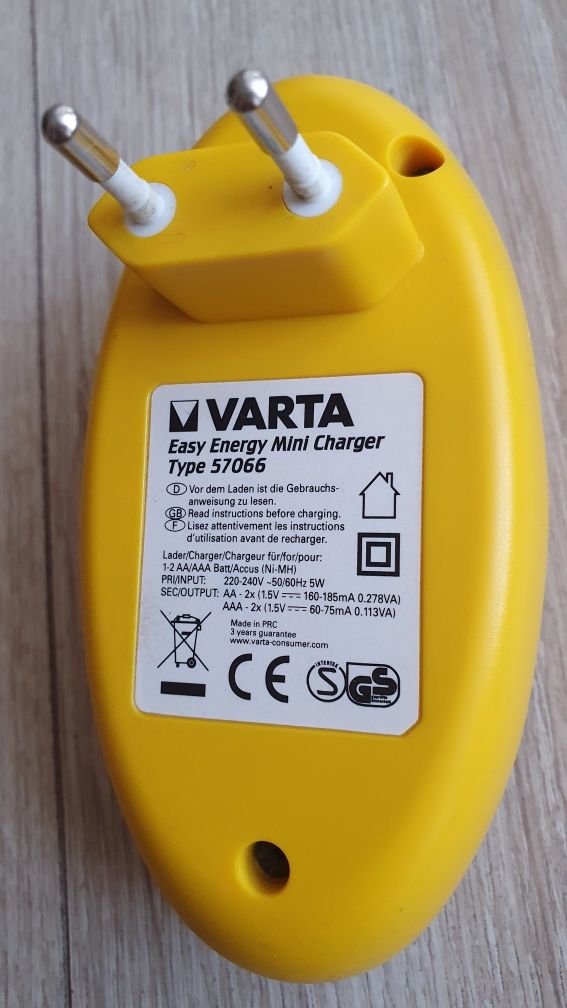 VARTA
Easy Energy Mini Charger
Type 57066
D Vor dem Laden ist die Gebrauchs-
anweisung zu lesen.
GB Read instructions before charging.
F Lisez attentivement les instructions
d'utilisation avant de recharger.
Lader/Charger/Chargeur für/for/pour:
1-2 AA/AAA Batt/Accus (Ni-MH)
PRI/INPUT: 220-240V ~50/60Hz 5W
SEC/OUTPUT: AA - 2x (1.5V ⎓ 160-185mA 0.278VA)
AAA - 2x (1.5V ⎓ 60-75mA 0.113VA)
Made in PRC
3 years guarantee
www.varta-consumer.com
CE
INTERTEK
S
GS